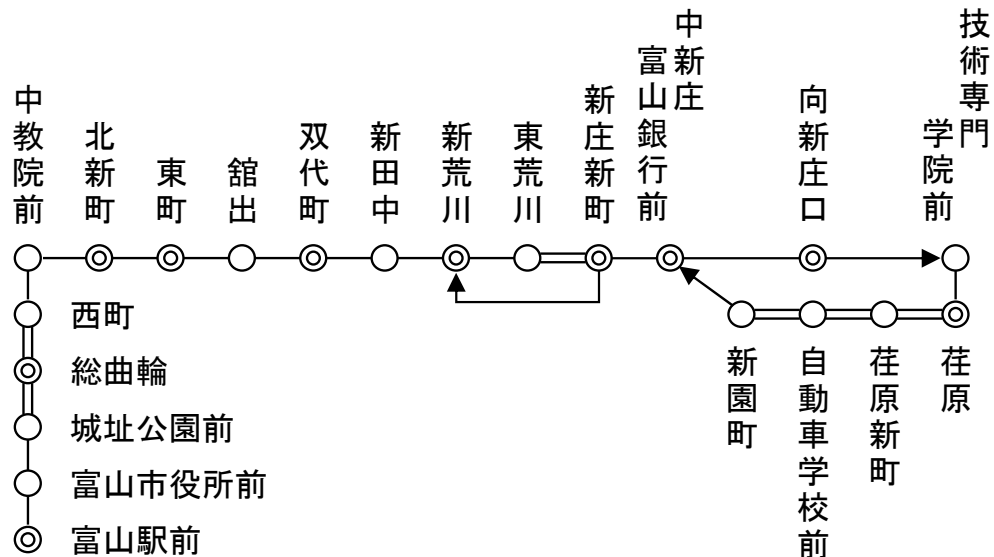 中教院前
北新町
東町
舘出
双代町
新田中
新荒川
東荒川
新庄新町
中新庄
富山銀行前
向新庄口
技術専門
学院前
西町
総曲輪
城址公園前
富山市役所前
富山駅前
新園町
自動車学校前
荏原新町
荏原